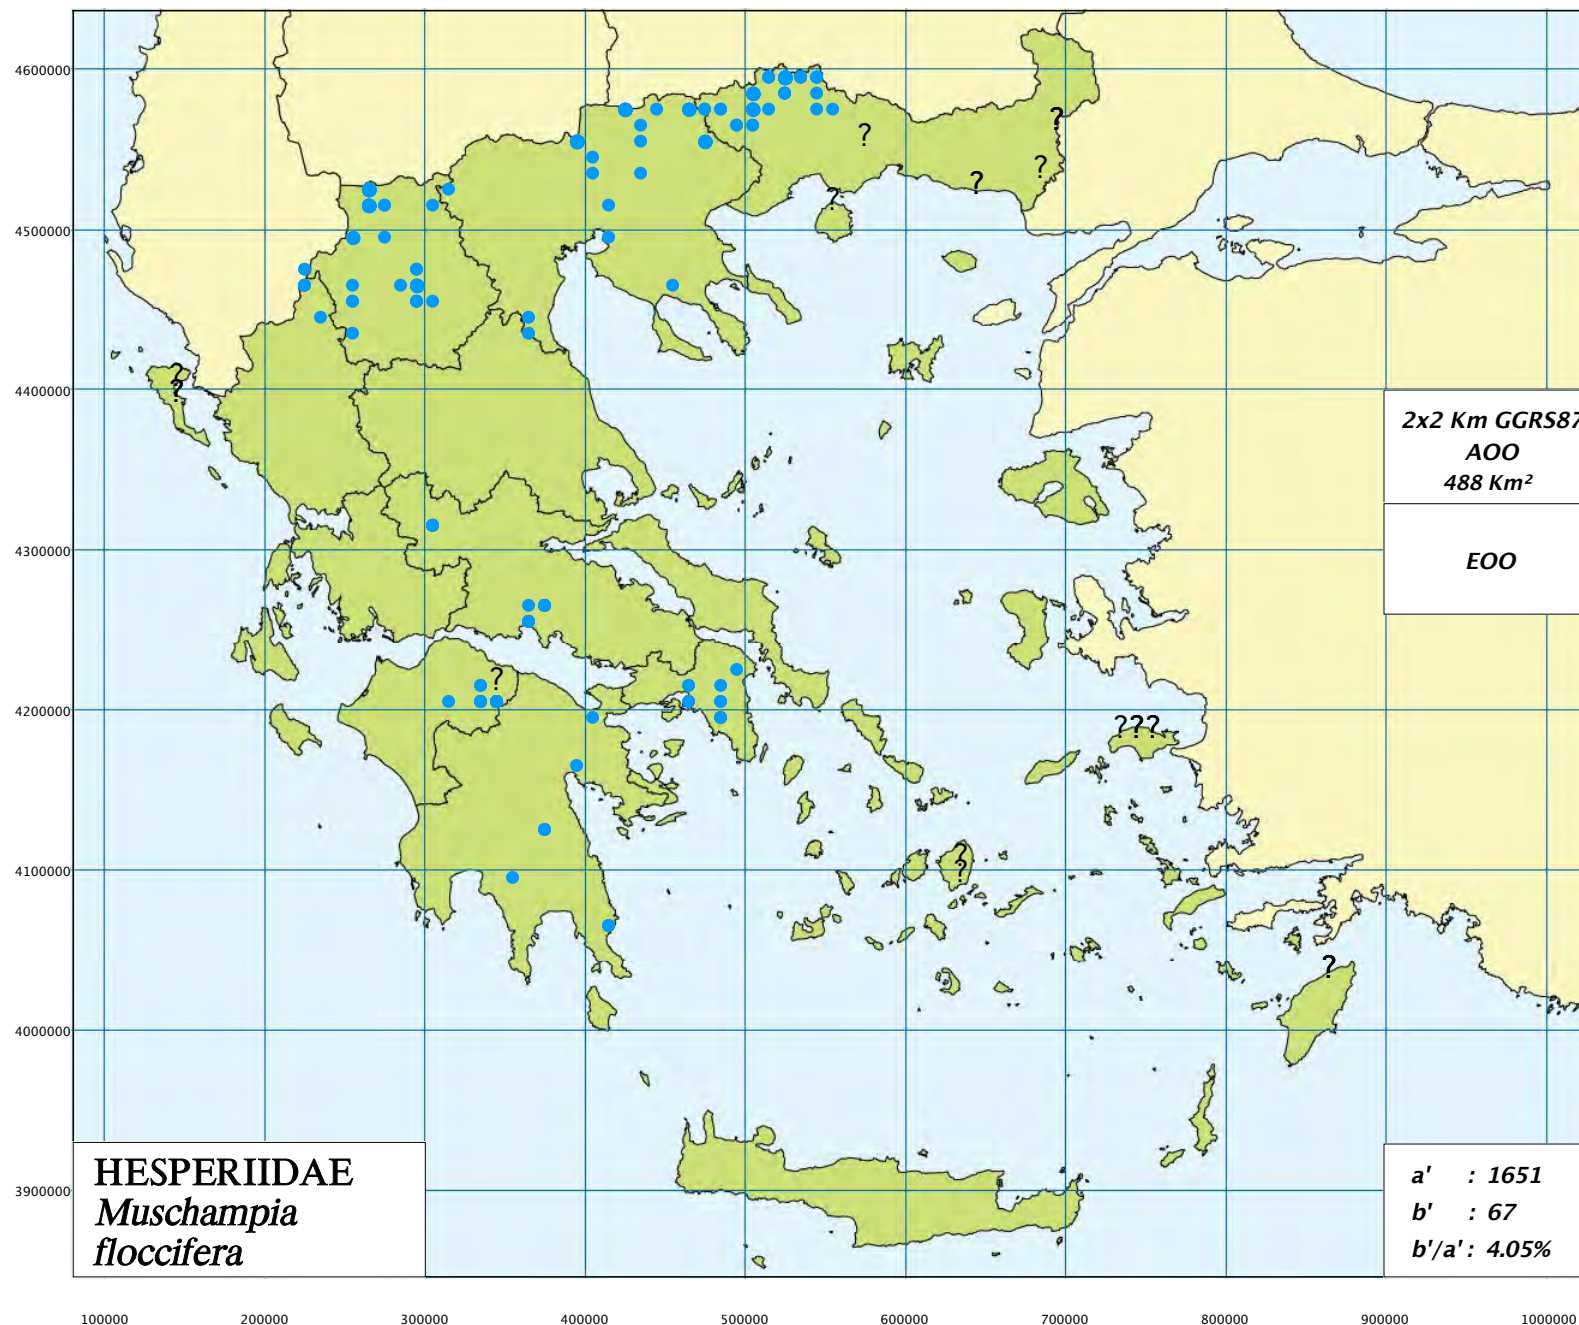 4600000
?
?
?
?
?
4500000
?
?
4400000
2x2 Km GGRS87
AOO
488 Km²
4300000
EOO
?
4200000
???
?
?
4100000
?
4000000
3900000
HESPERIIDAE
Muschampia
floccifera
a' : 1651
b' : 67
b'/a' : 4.05%
100000 200000 300000 400000 500000 600000 700000 800000 900000 1000000